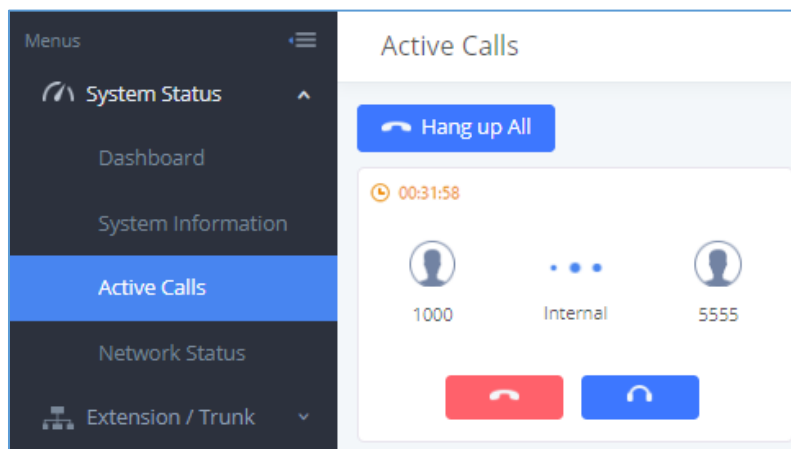 Menus
System Status
Dashboard
System Information
Active Calls
Network Status
Extension / Trunk
Active Calls
Hang up All
00:31:58
1000
Internal
5555